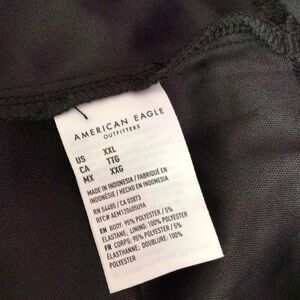 AMERICAN EAGLE
OUTFITTERS
US XXL
CA TTG
MX XXG
MADE IN INDONESIA / FABRIQUÉ EN
INDONÉSIE / HECHO EN INDONESIA
RN 54485 / CA 03873
EN BODY: 95% POLYESTER / 5%
ELASTANE; LINING: 100%
POLYESTER
FR CORPS: 95% POLYESTER / 5%
ÉLASTHANNE; DOUBLURE: 100%
POLYESTER